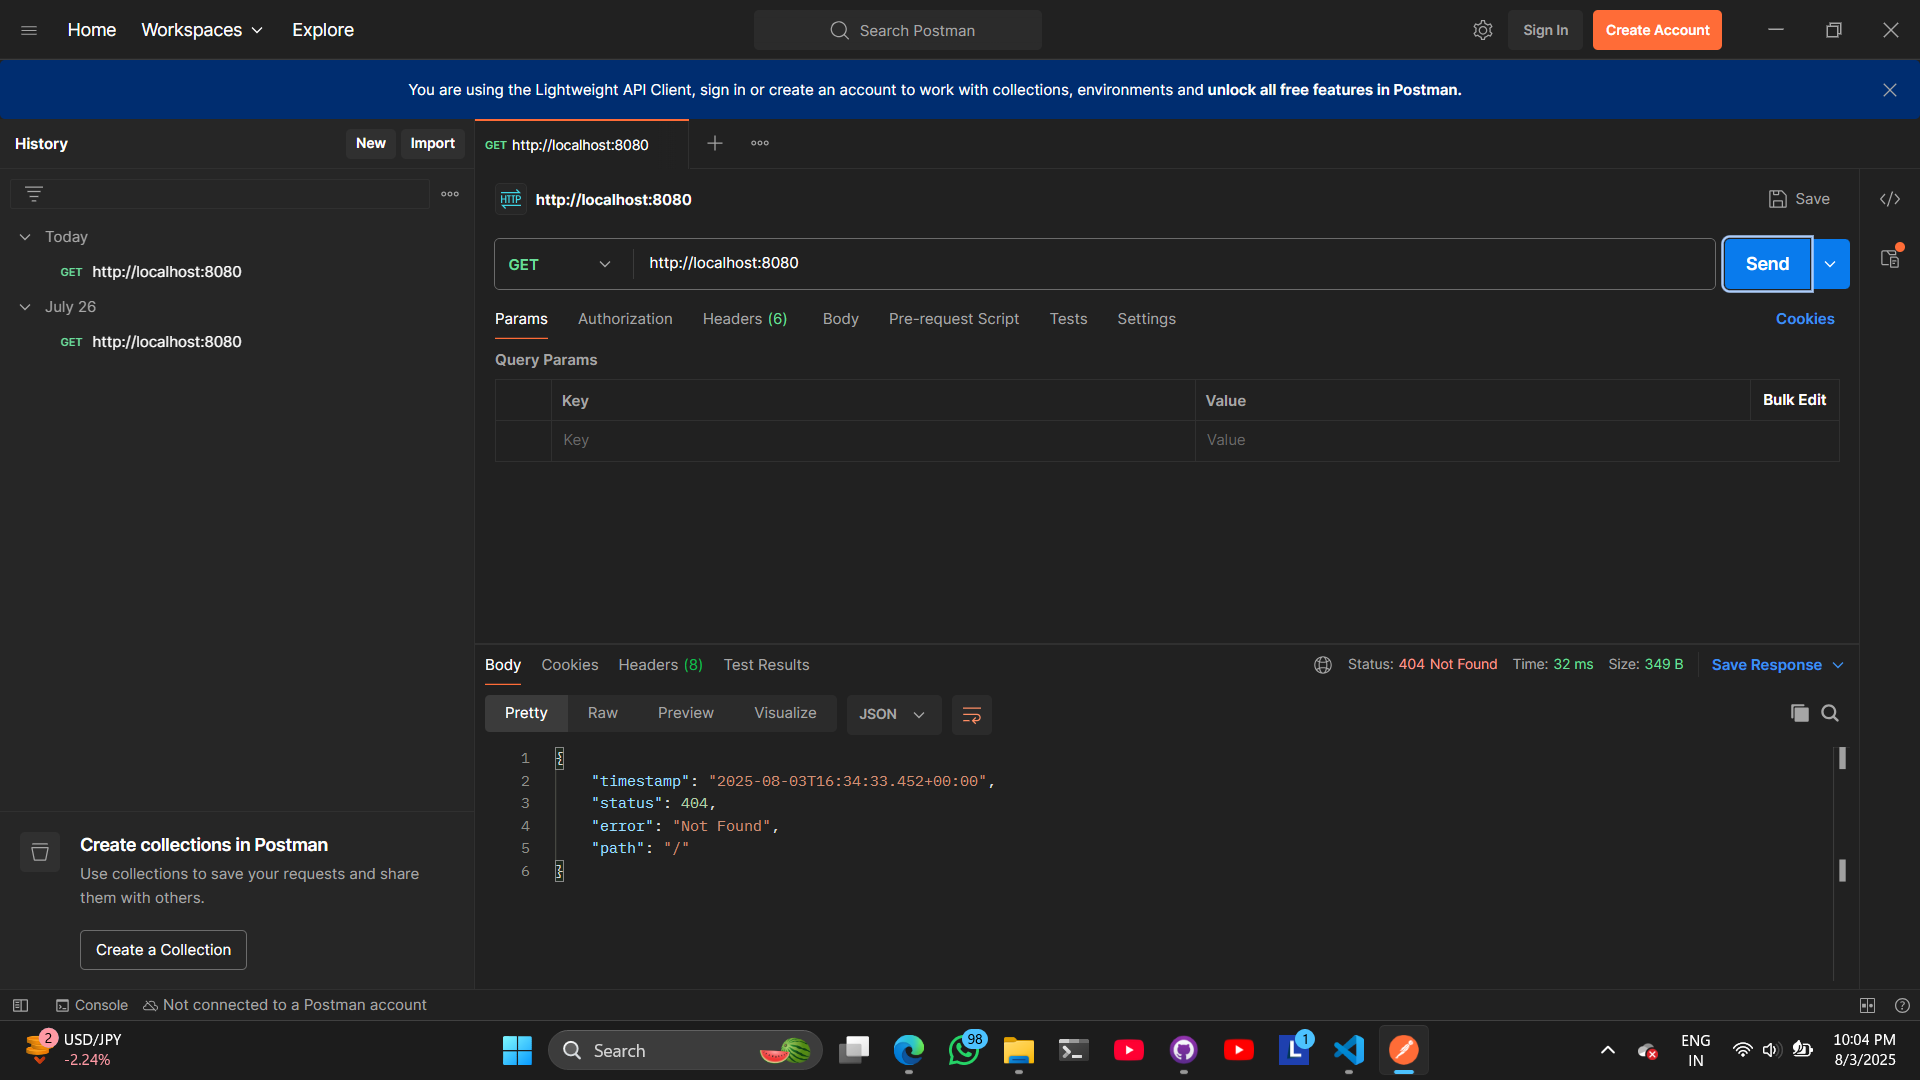 Home Workspaces Explore Search Postman Sign In Create Account
You are using the Lightweight API Client, sign in or create an account to work with collections, environments and unlock all free features in Postman.
History New Import
GET http://localhost:8080
HTTP http://localhost:8080 Save
Today
GET http://localhost:8080
July 26
GET http://localhost:8080
GET http://localhost:8080 Send
Params Authorization Headers (6) Body Pre-request Script Tests Settings Cookies
Query Params
Key Value Bulk Edit
Key Value
Body Cookies Headers (8) Test Results Status: 404 Not Found Time: 32 ms Size: 349 B Save Response
Pretty Raw Preview Visualize JSON
1 {
2 "timestamp": "2025-08-03T16:34:33.452+00:00",
3 "status": 404,
4 "error": "Not Found",
5 "path": "/"
6 }
Create collections in Postman
Use collections to save your requests and share
them with others.
Create a Collection
Console Not connected to a Postman account
2 USD/JPY
-2.24%
Search
98
L 1
ENG
IN
10:04 PM
8/3/2025